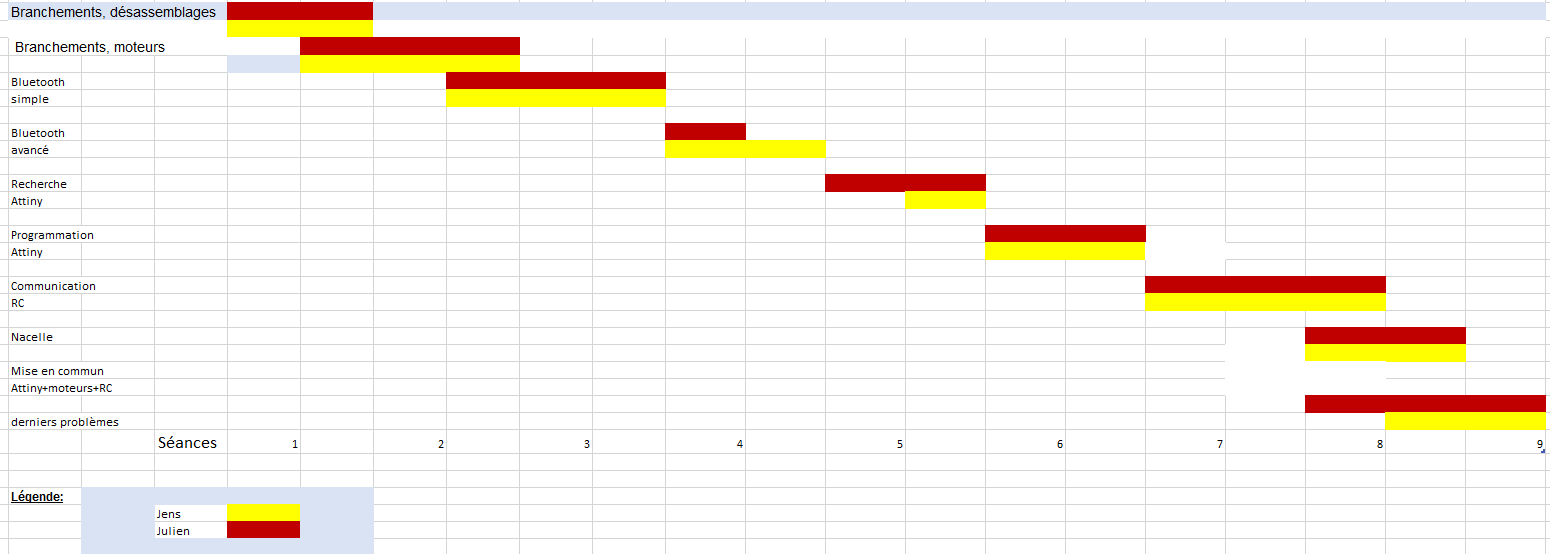 Branchements, désassemblages
Branchements, moteurs
Bluetooth
simple
Bluetooth
avancé
Recherche
Attiny
Programmation
Attiny
Communication
RC
Nacelle
Mise en commun
Attiny+moteurs+RC
derniers problèmes
Séances 1 2 3 4 5 6 7 8 9
Légende:
Jens
Julien